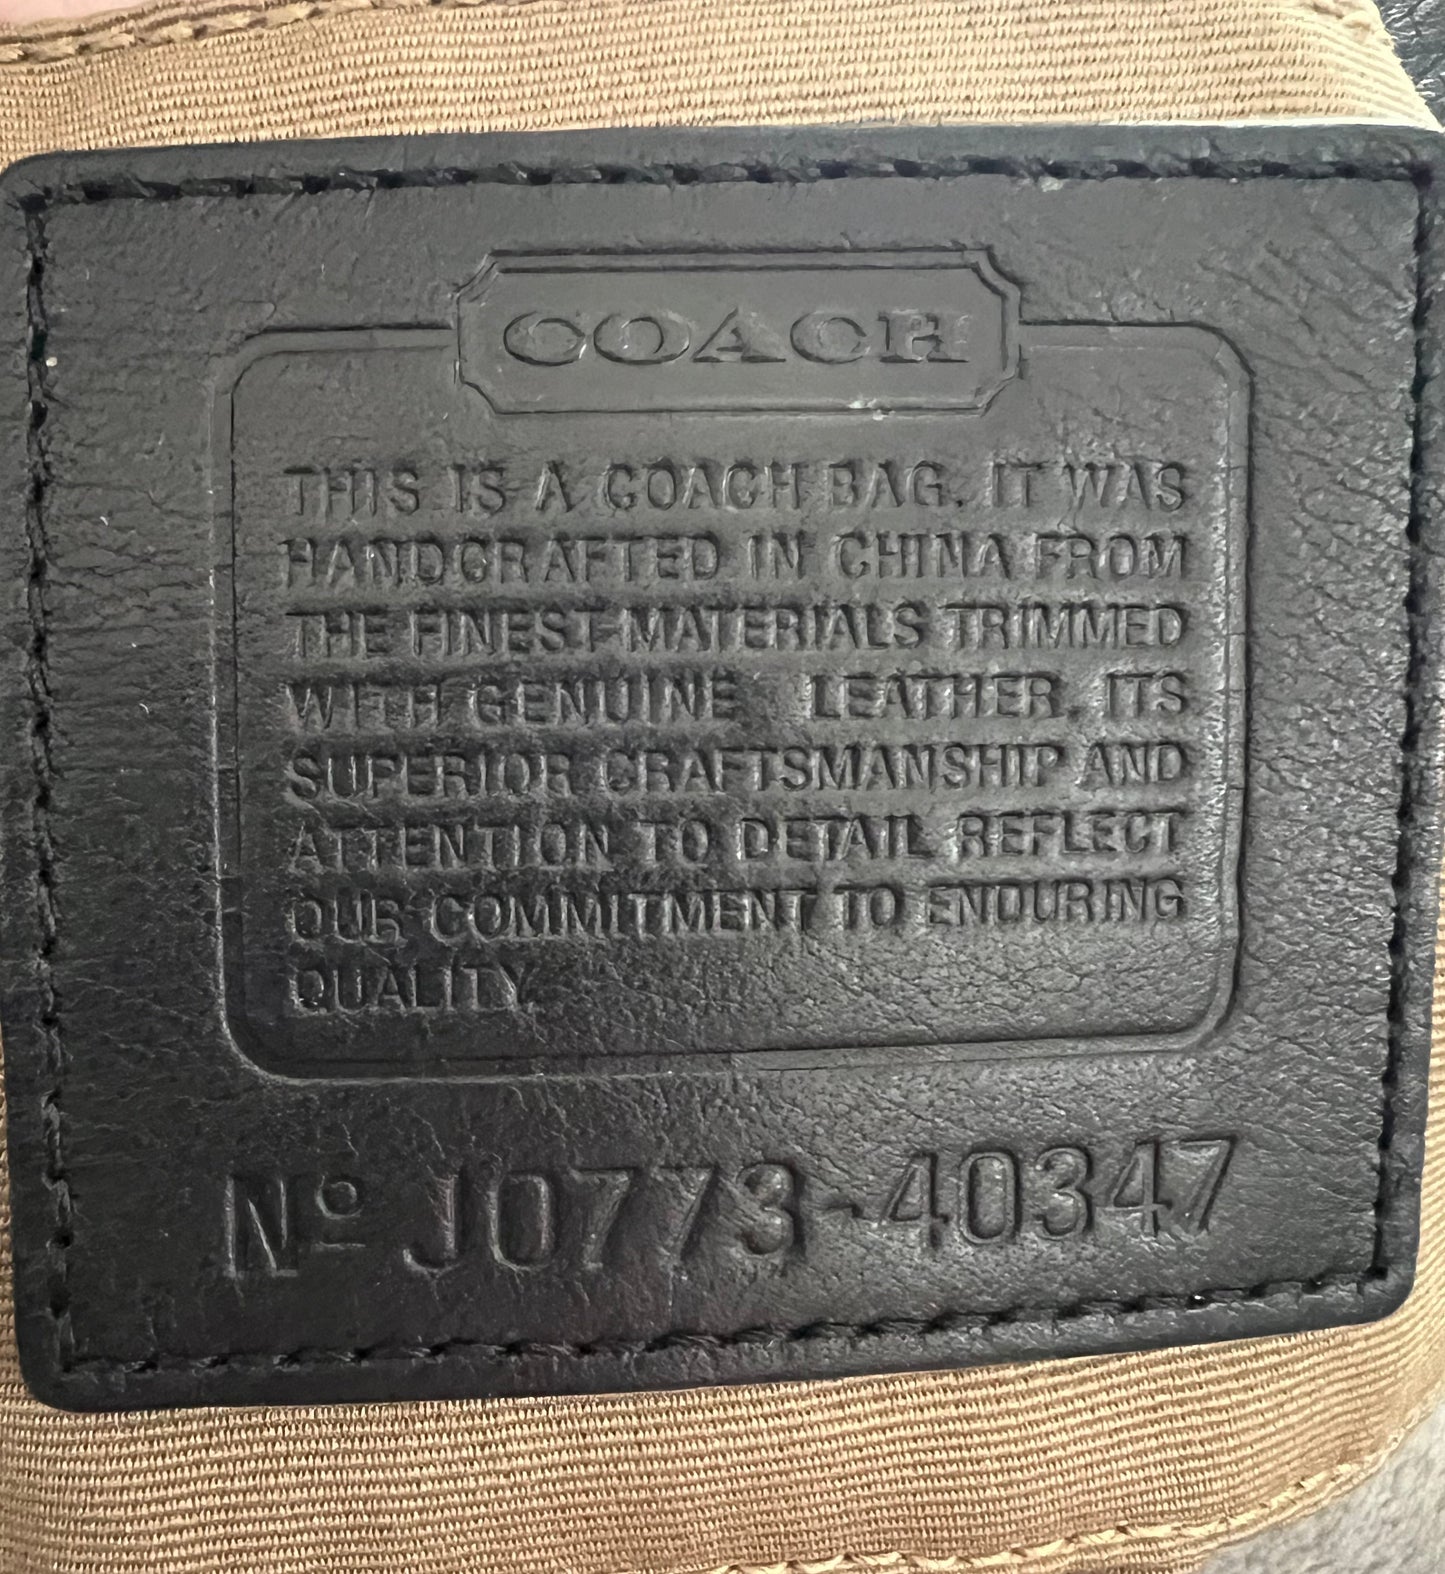 COACH
THIS IS A COACH BAG. IT WAS
HANDCRAFTED IN CHINA FROM
THE FINEST MATERIALS TRIMMED
WITH GENUINE LEATHER. ITS
SUPERIOR CRAFTSMANSHIP AND
ATTENTION TO DETAIL REFLECT
OUR COMMITMENT TO ENDURING
QUALITY.
Nº J0773-40347